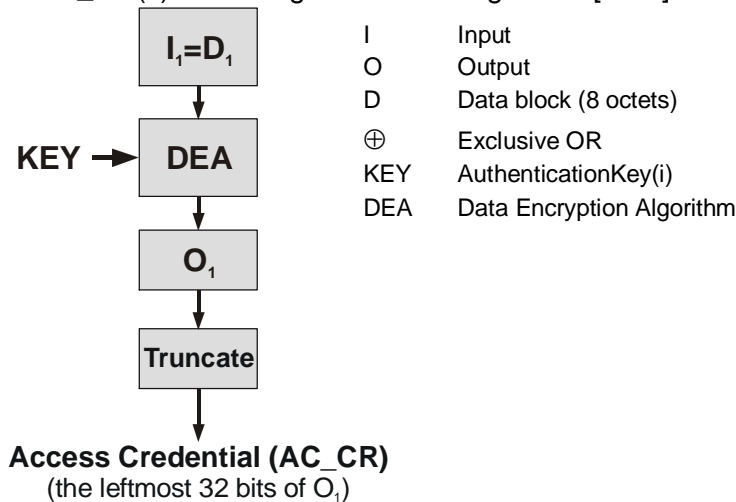 I₁=D₁
KEY
DEA
O₁
Truncate
Access Credential (AC_CR)
(the leftmost 32 bits of O₁)
I Input
O Output
D Data block (8 octets)
⊕ Exclusive OR
KEY AuthenticationKey(i)
DEA Data Encryption Algorithm